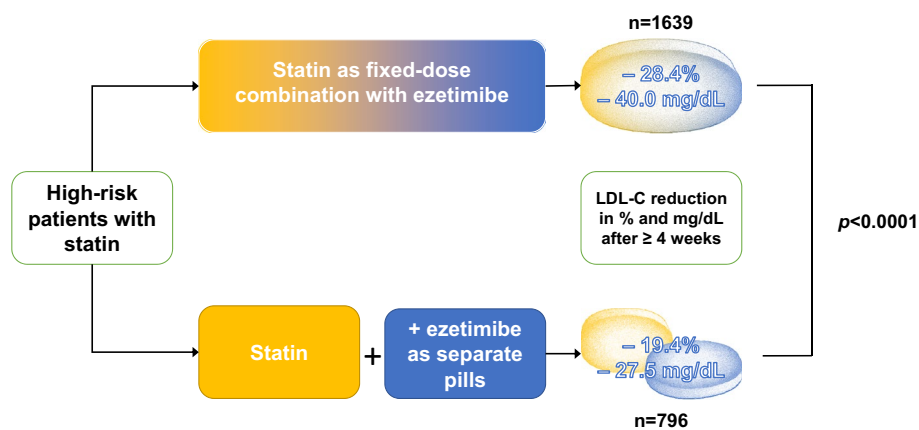 n=1639
Statin as fixed-dose
combination with ezetimibe
– 28.4%
– 40.0 mg/dL
High-risk
patients with
statin
LDL-C reduction
in % and mg/dL
after ≥ 4 weeks
p<0.0001
Statin
+
+ ezetimibe
as separate
pills
– 19.4%
– 27.5 mg/dL
n=796